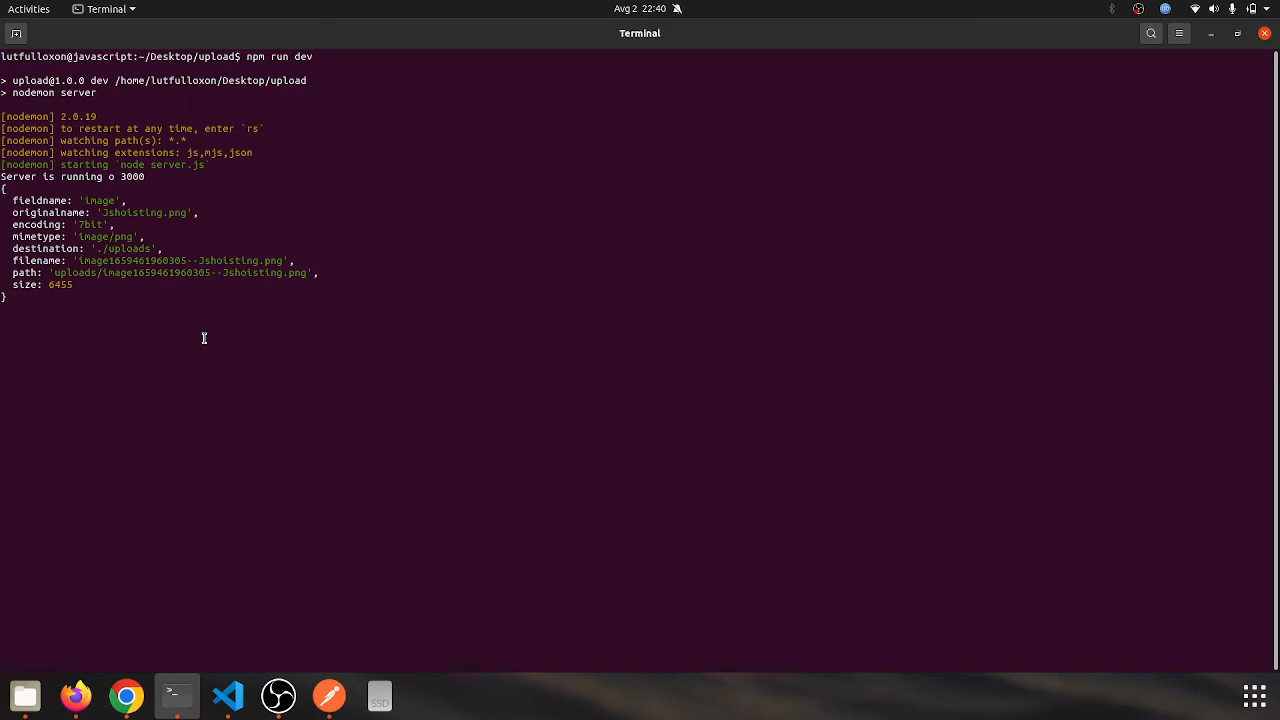 Activities
Terminal
Avg 2 22:40
Terminal
lutfulloxon@javascript:~/Desktop/upload$ npm run dev
> upload@1.0.0 dev /home/lutfulloxon/Desktop/upload
> nodemon server
[nodemon] 2.0.19
[nodemon] to restart at any time, enter `rs`
[nodemon] watching path(s): *.*
[nodemon] watching extensions: js,mjs,json
[nodemon] starting `node server.js`
Server is running o 3000
{
fieldname: 'image',
originalname: 'Jshoisting.png',
encoding: '7bit',
mimetype: 'image/png',
destination: './uploads',
filename: 'image1659461960305--Jshoisting.png',
path: 'uploads/image1659461960305--Jshoisting.png',
size: 6455
}
>_
SSD